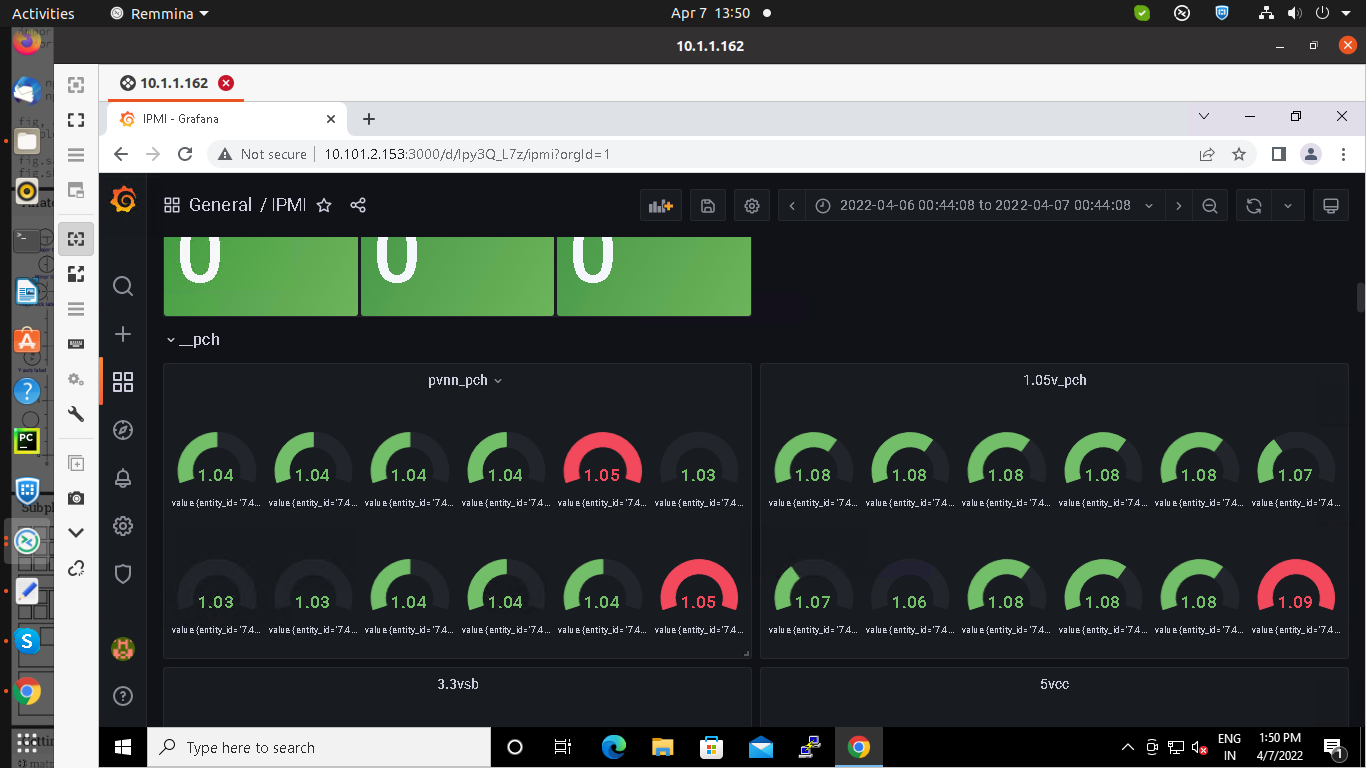 Activities
Remmina
Apr 7 13:50
10.1.1.162
10.1.1.162
IPMI - Grafana
Not secure
10.101.2.153:3000/d/lpy3Q_L7z/ipmi?orgId=1
General / IPMI
2022-04-06 00:44:08 to 2022-04-07 00:44:08
0 0 0
__pch
pvnn_pch
1.04 1.04 1.04 1.04 1.05 1.03
value {entity_id="7.4... value {entity_id="7.4... value {entity_id="7.4... value {entity_id="7.4... value {entity_id="7.4... value {entity_id="7.4...
1.03 1.03 1.04 1.04 1.04 1.05
value {entity_id="7.4... value {entity_id="7.4... value {entity_id="7.4... value {entity_id="7.4... value {entity_id="7.4... value {entity_id="7.4...
1.05v_pch
1.08 1.08 1.08 1.08 1.08 1.07
value {entity_id="7.4... value {entity_id="7.4... value {entity_id="7.4... value {entity_id="7.4... value {entity_id="7.4... value {entity_id="7.4...
1.07 1.06 1.08 1.08 1.08 1.09
value {entity_id="7.4... value {entity_id="7.4... value {entity_id="7.4... value {entity_id="7.4... value {entity_id="7.4... value {entity_id="7.4...
3.3vsb
5vcc
Type here to search
ENG
IN
1:50 PM
4/7/2022
1